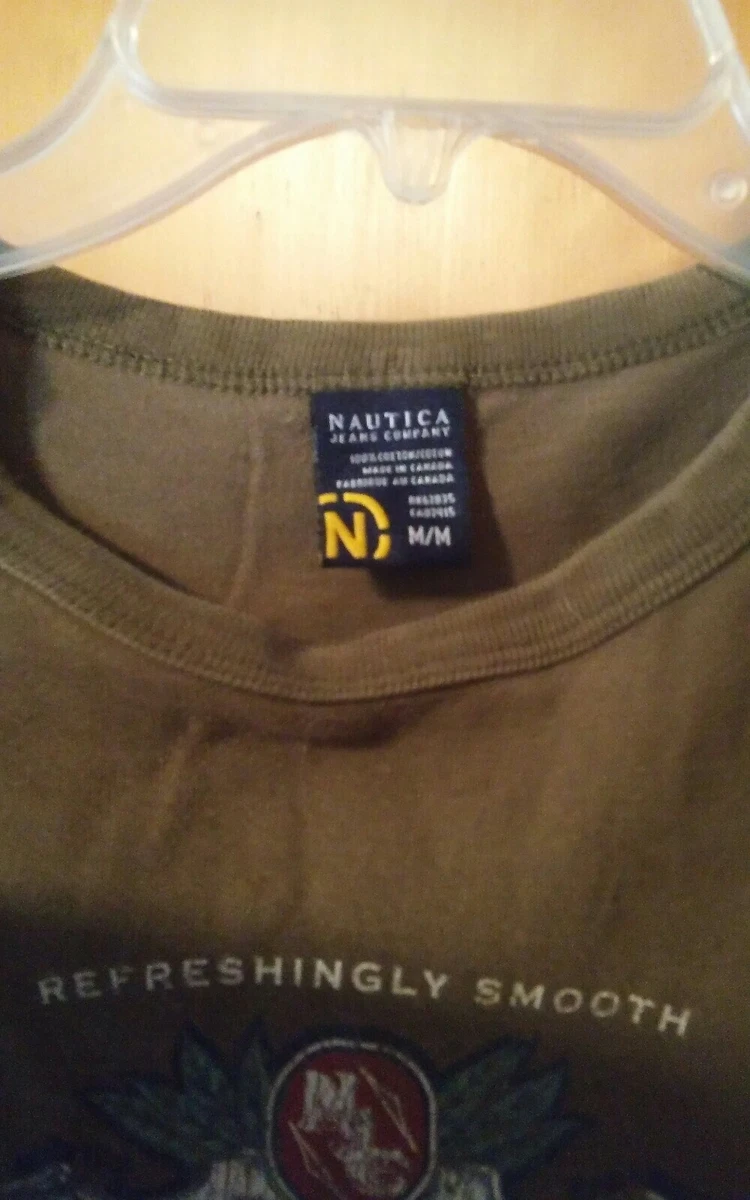 NAUTICA
JEANS COMPANY
100% COTTON/COTON
MADE IN CANADA
FABRIQUE AU CANADA
N
M/M
REFRESHINGLY SMOOTH